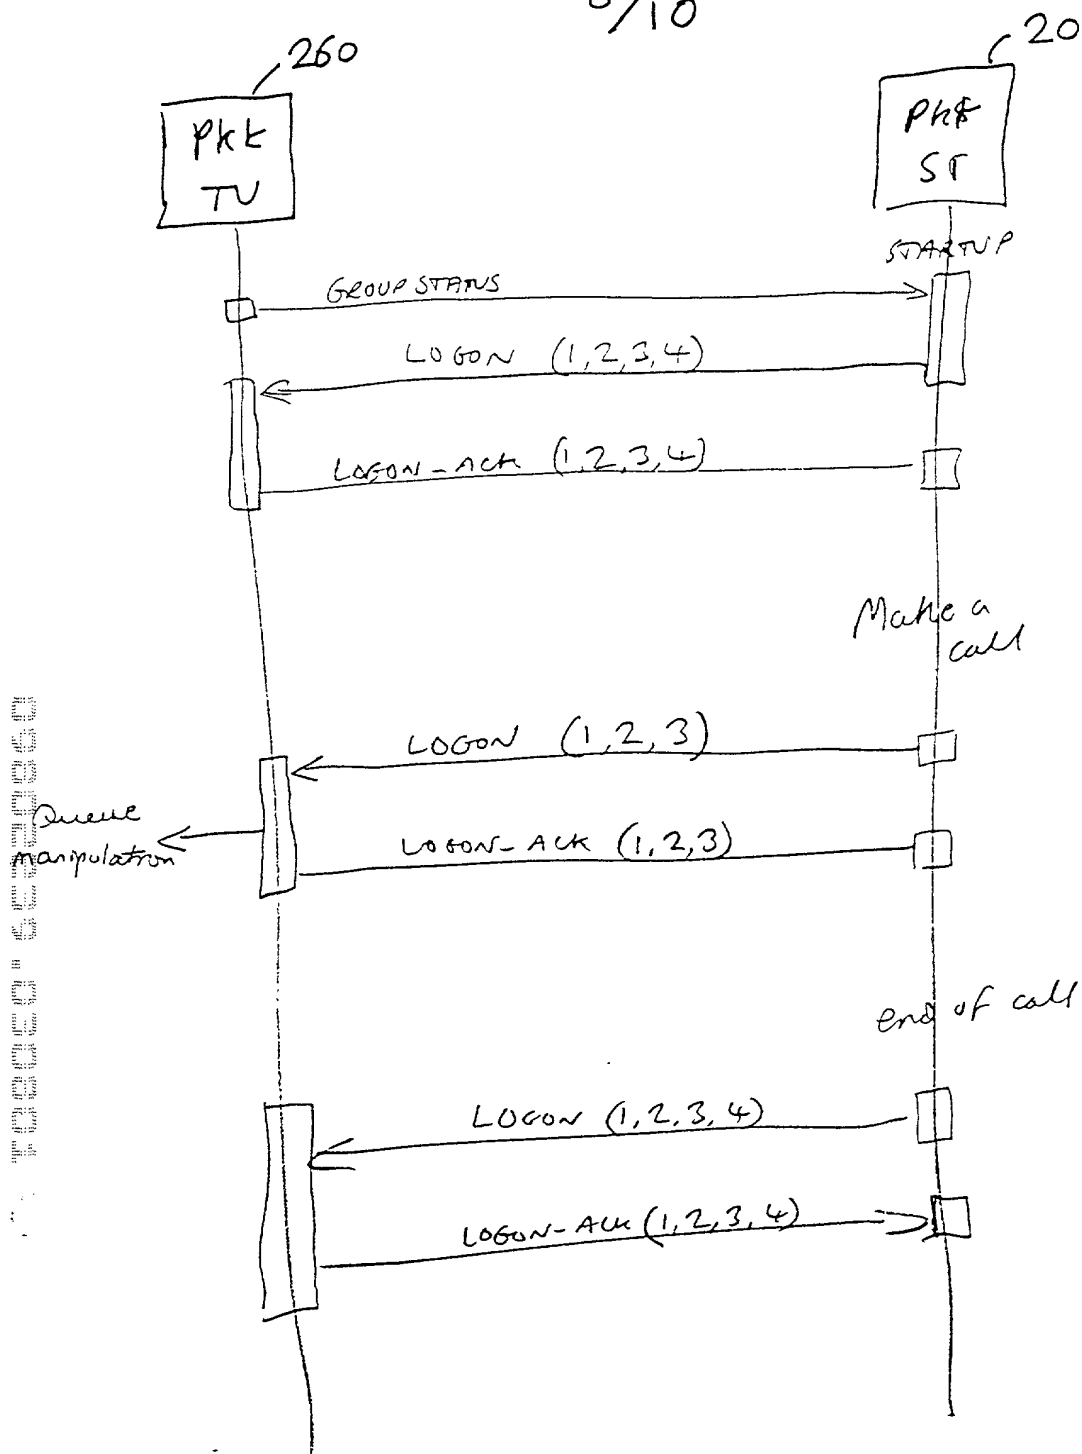 /10
260
20
PKt
TU
PKt
ST
STARTUP
GROUP STATUS
LOGON (1,2,3,4)
LOGON-ACK (1,2,3,4)
Make a
call
LOGON (1,2,3)
Queue
manipulation
LOGON-ACK (1,2,3)
end of call
LOGON (1,2,3,4)
LOGON-ACK (1,2,3,4)